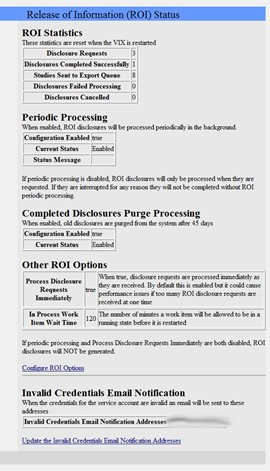 Release of Information (ROI) Status
ROI Statistics
These statistics are reset when the VIX is restarted
Disclosure Requests 3
Disclosures Completed Successfully 1
Studies Sent to Export Queue 8
Disclosures Failed Processing 0
Disclosures Cancelled 0
Periodic Processing
When enabled, ROI disclosures will be processed periodically in the background.
Configuration Enabled true
Current Status Enabled
Status Message
If periodic processing is disabled, ROI disclosures will only be processed when they are
requested. If they are interrupted for any reason they will not be completed without ROI
periodic processing.
Completed Disclosures Purge Processing
When enabled, old disclosures are purged from the system after 45 days
Configuration Enabled true
Current Status Enabled
Other ROI Options
Process Disclosure Requests Immediately true When true, disclosure requests are processed immediately as
they are received. By default this is enabled but it could cause
performance issues if too many ROI disclosure requests are
received at one time
In Process Work Item Wait Time 120 The number of minutes a work item will be allowed to be in a
running state before it is restarted
If periodic processing and Process Disclosure Requests Immediately are both disabled, ROI
disclosures will NOT be generated.
Configure ROI Options
Invalid Credentials Email Notification
When the credentials for the service account are invalid an email will be sent to these
addresses
Invalid Credentials Email Notification Addresses
Update the Invalid Credentials Email Notification Addresses